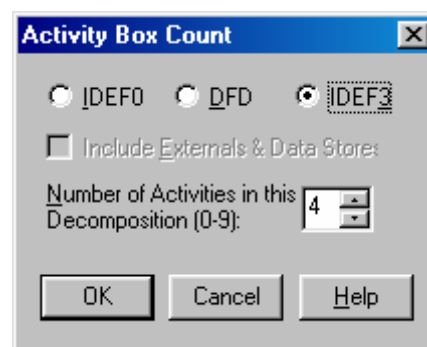 Activity Box Count
IDEF0 DFD IDEF3
Include Externals & Data Stores
Number of Activities in this
Decomposition (0-9):
4
OK Cancel Help